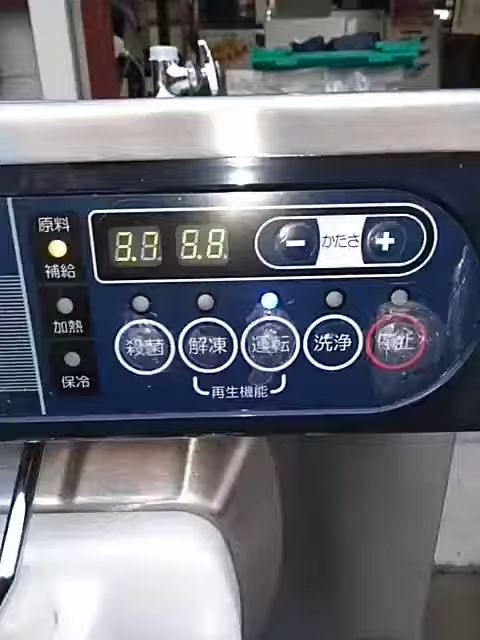 原料
補給
加熱
保冷
− かたさ +
殺菌
解凍
運転
洗浄
停止
再生機能